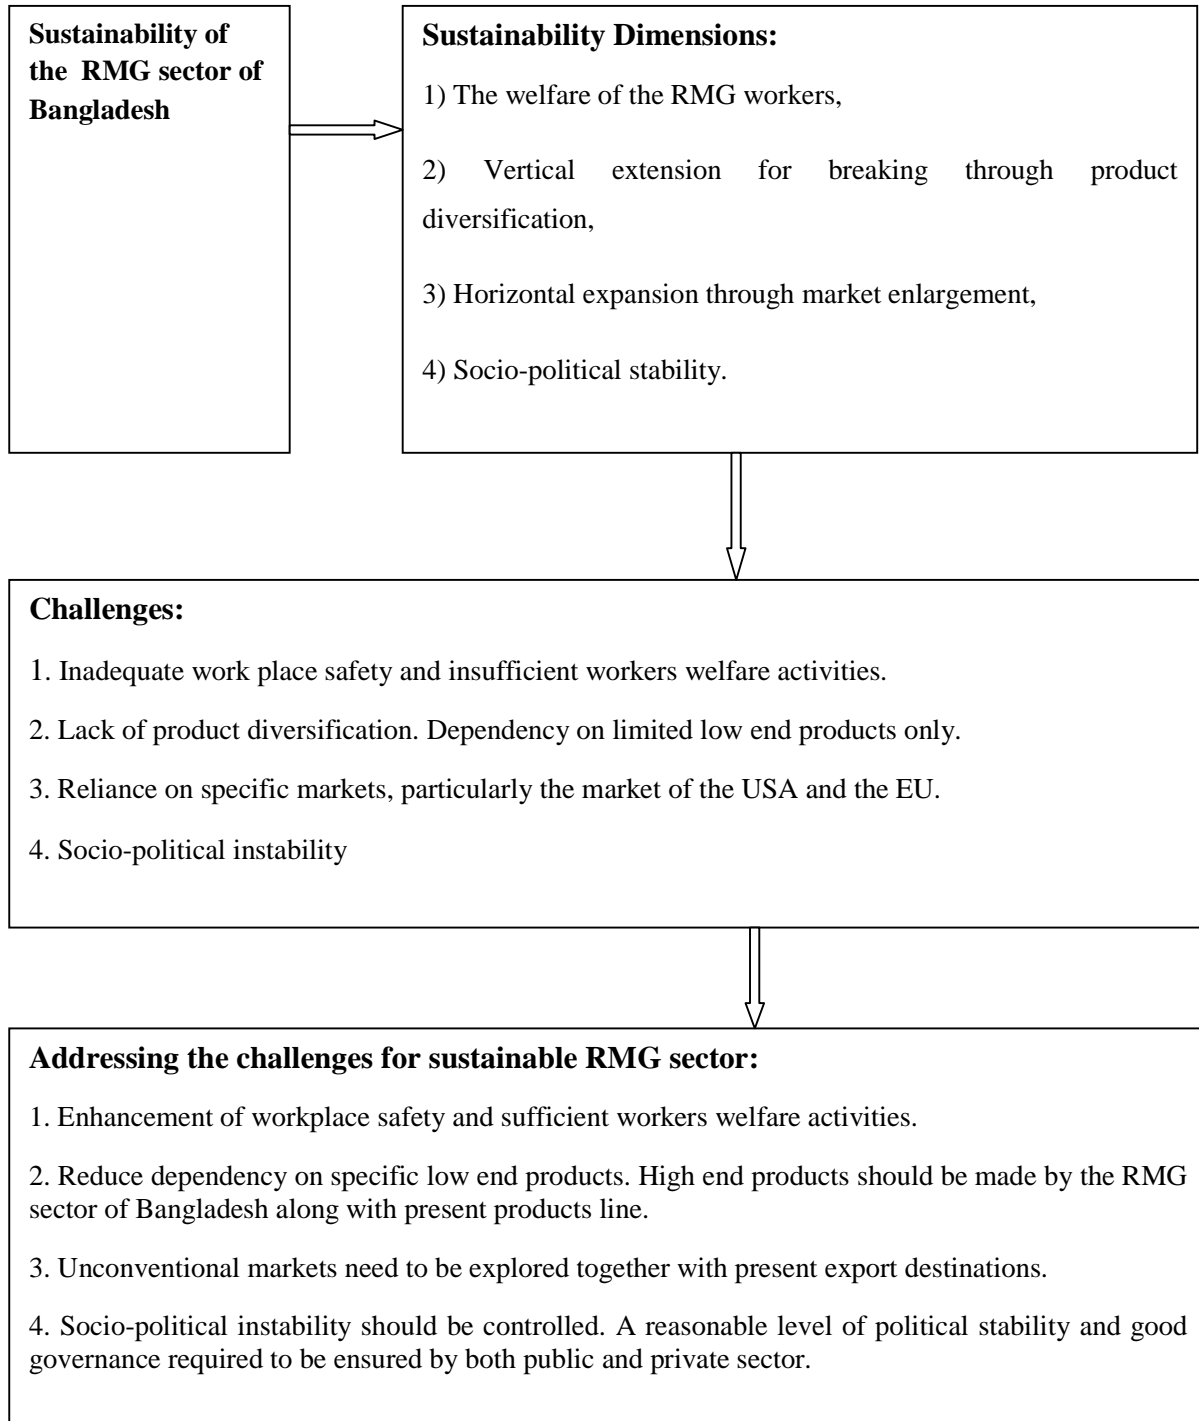 Sustainability of
the RMG sector of
Bangladesh
Sustainability Dimensions:
1) The welfare of the RMG workers,
2) Vertical extension for breaking through product
diversification,
3) Horizontal expansion through market enlargement,
4) Socio-political stability.
Challenges:
1. Inadequate work place safety and insufficient workers welfare activities.
2. Lack of product diversification. Dependency on limited low end products only.
3. Reliance on specific markets, particularly the market of the USA and the EU.
4. Socio-political instability
Addressing the challenges for sustainable RMG sector:
1. Enhancement of workplace safety and sufficient workers welfare activities.
2. Reduce dependency on specific low end products. High end products should be made by the RMG
sector of Bangladesh along with present products line.
3. Unconventional markets need to be explored together with present export destinations.
4. Socio-political instability should be controlled. A reasonable level of political stability and good
governance required to be ensured by both public and private sector.